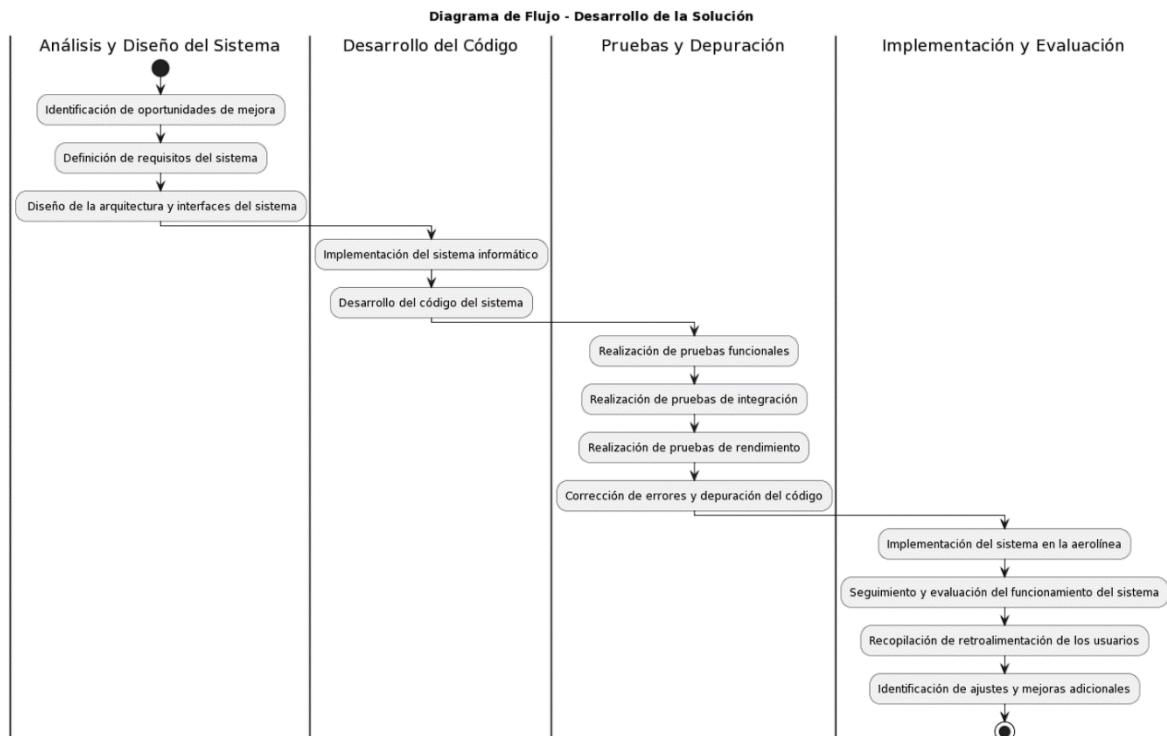 Diagrama de Flujo - Desarrollo de la Solución
Análisis y Diseño del Sistema
Desarrollo del Código
Pruebas y Depuración
Implementación y Evaluación
Identificación de oportunidades de mejora
Definición de requisitos del sistema
Diseño de la arquitectura y interfaces del sistema
Implementación del sistema informático
Desarrollo del código del sistema
Realización de pruebas funcionales
Realización de pruebas de integración
Realización de pruebas de rendimiento
Corrección de errores y depuración del código
Implementación del sistema en la aerolínea
Seguimiento y evaluación del funcionamiento del sistema
Recopilación de retroalimentación de los usuarios
Identificación de ajustes y mejoras adicionales